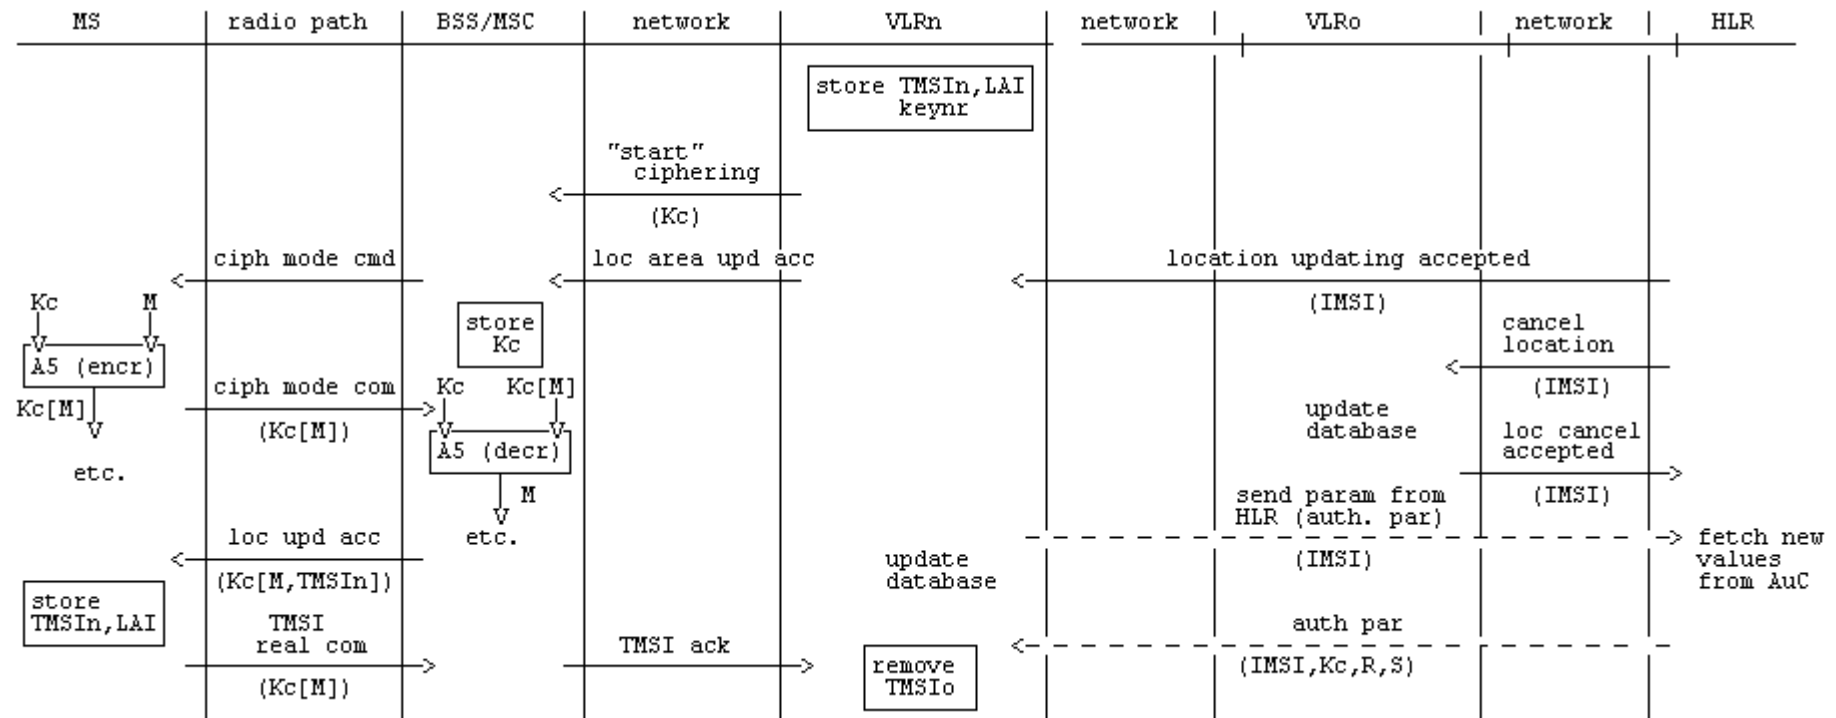 MS radio path BSS/MSC network VLRn network VLRo network HLR
store TMSIn,LAI
keynr
"start"
ciphering
(Kc)
ciph mode cmd
loc area upd acc
location updating accepted
(IMSI)
Kc M
A5 (encr)
Kc[M]
etc.
store
Kc
cancel
location
(IMSI)
ciph mode com
(Kc[M])
Kc Kc[M]
A5 (decr)
M
etc.
update
database
loc cancel
accepted
(IMSI)
send param from
HLR (auth. par)
(IMSI)
fetch new
values
from AuC
loc upd acc
(Kc[M,TMSIn])
update
database
store
TMSIn,LAI
TMSI
real com
(Kc[M])
TMSI ack
remove
TMSIo
auth par
(IMSI,Kc,R,S)